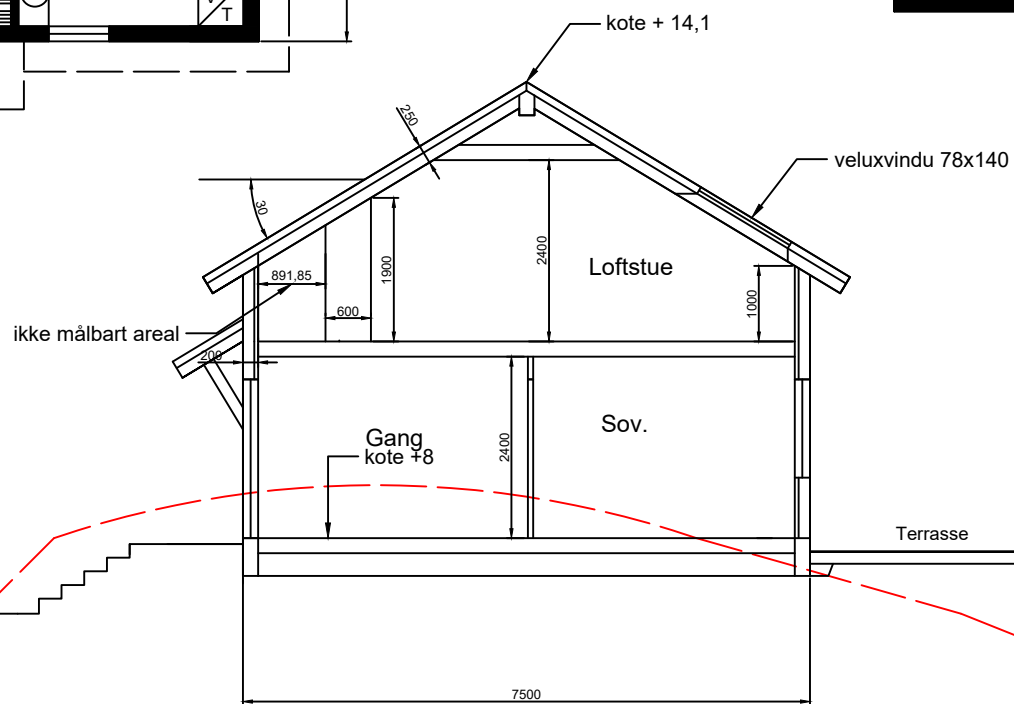 T
kote + 14,1
250
veluxvindu 78x140
30
2400
Loftstue
1900
891,85
1000
600
ikke målbart areal
200
Sov.
Gang
kote +8
2400
Terrasse
7500